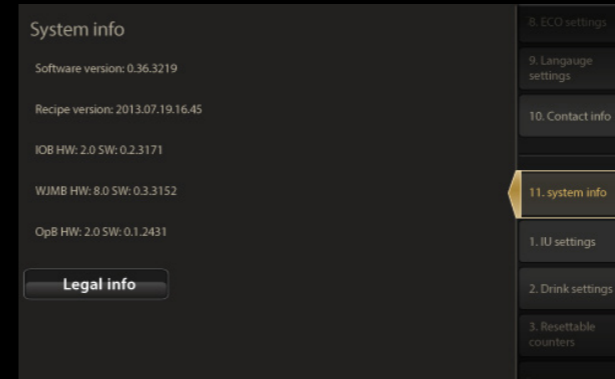 System info
Software version: 0.36.3219
Recipe version: 2013.07.19.16.45
IOB HW: 2.0 SW: 0.2.3171
WJMB HW: 8.0 SW: 0.3.3152
OpB HW: 2.0 SW: 0.1.2431
Legal info
8. ECO settings
9. Langauge
settings
10. Contact info
11. system info
1. IU settings
2. Drink settings
3. Resettable
counters